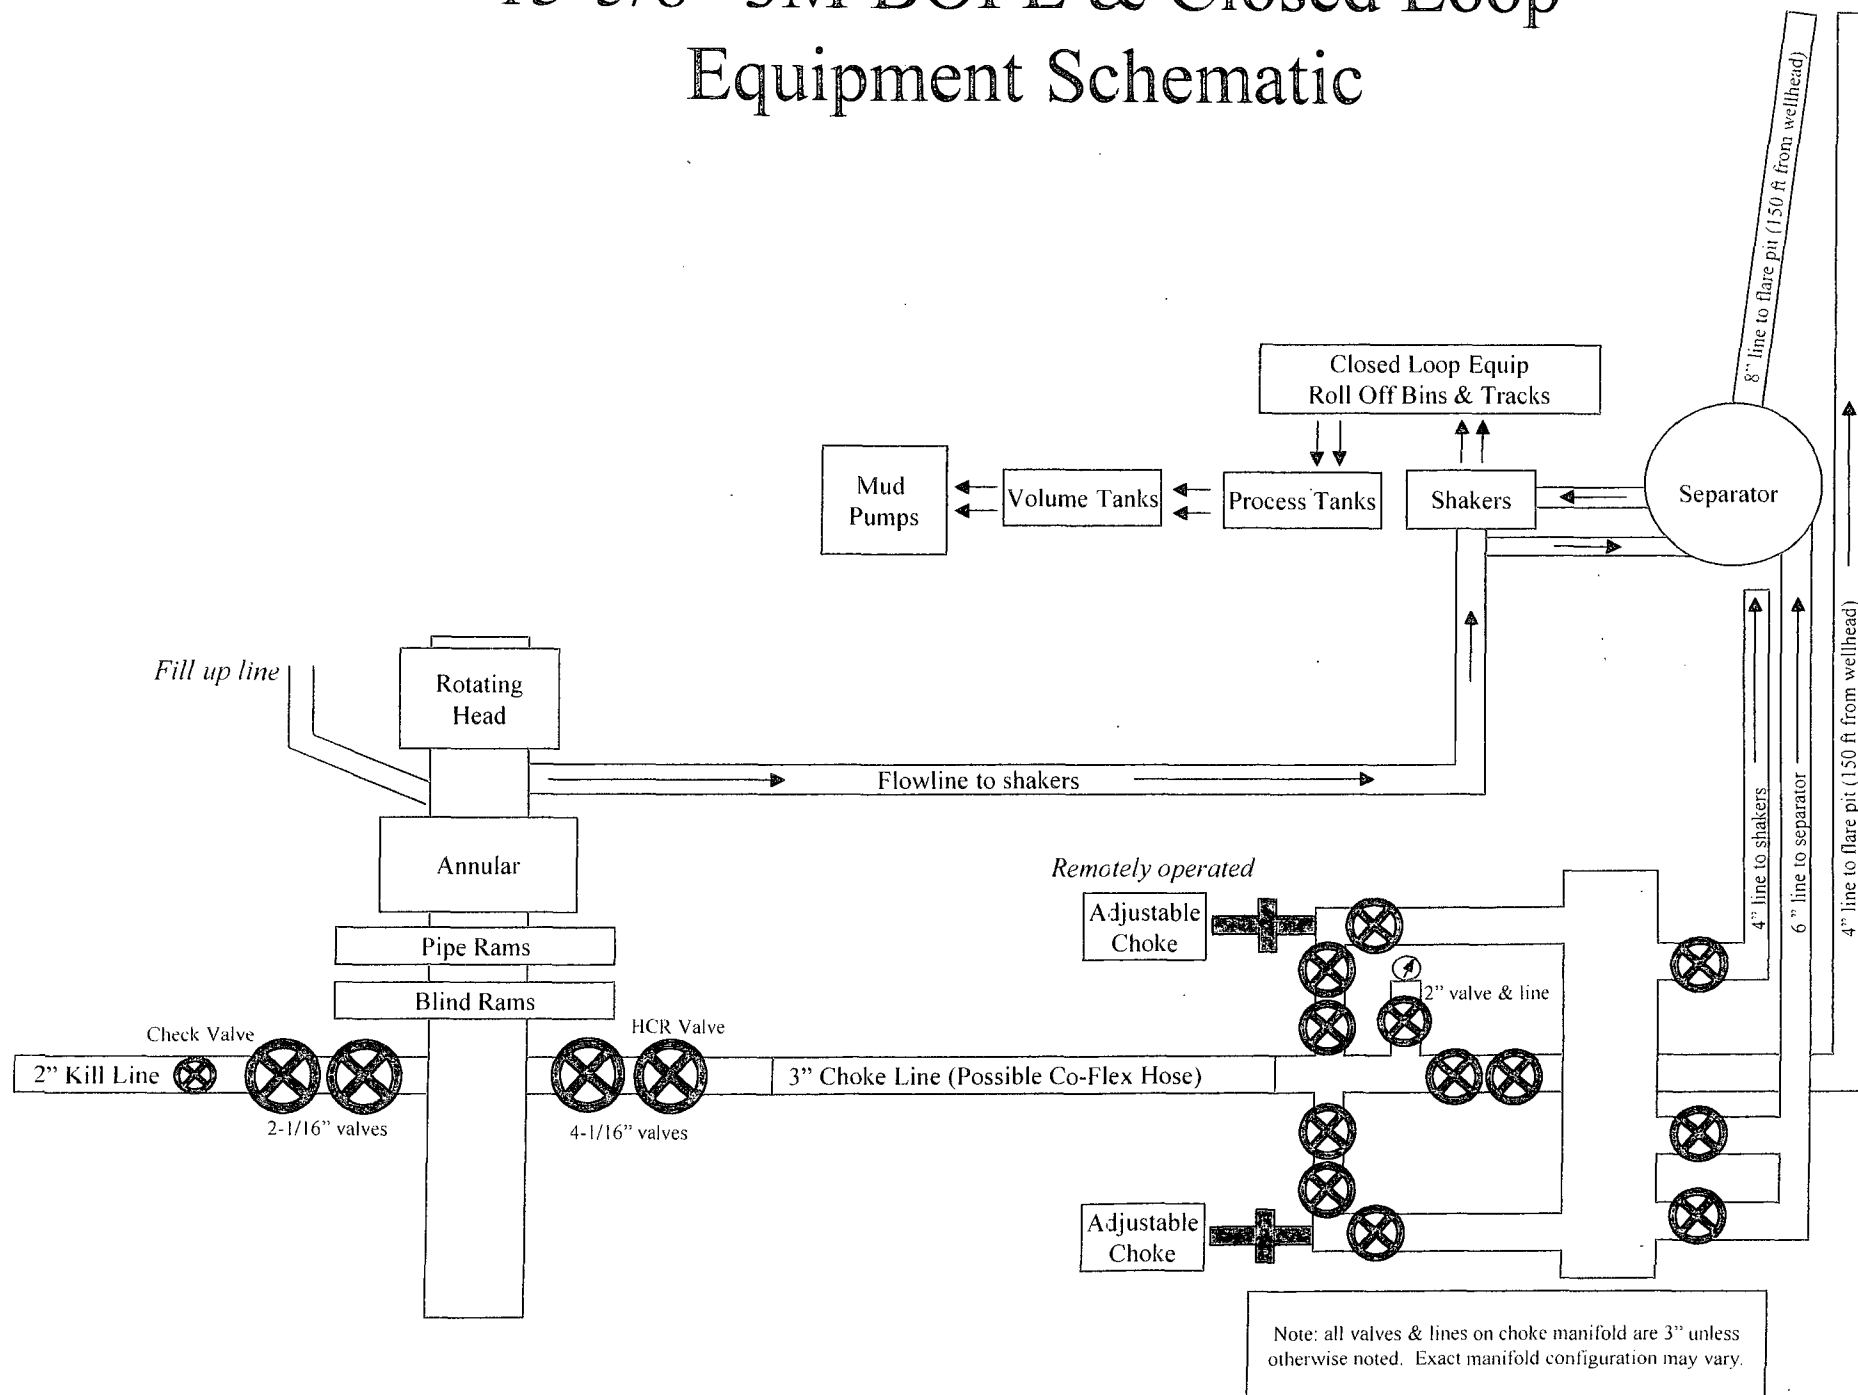 BOPE & Closed Loop
Equipment Schematic
8” line to flare pit (150 ft from wellhead)
Closed Loop Equip
Roll Off Bins & Tracks
Mud
Pumps
Volume Tanks
Process Tanks
Shakers
Separator
Fill up line
Rotating
Head
Flowline to shakers
4” line to shakers
6” line to separator
4” line to flare pit (150 ft from wellhead)
Annular
Remotely operated
Adjustable
Choke
Pipe Rams
Blind Rams
2” valve & line
Check Valve
HCR Valve
2” Kill Line
3” Choke Line (Possible Co-Flex Hose)
2-1/16” valves
4-1/16” valves
Adjustable
Choke
Note: all valves & lines on choke manifold are 3” unless
otherwise noted. Exact manifold configuration may vary.